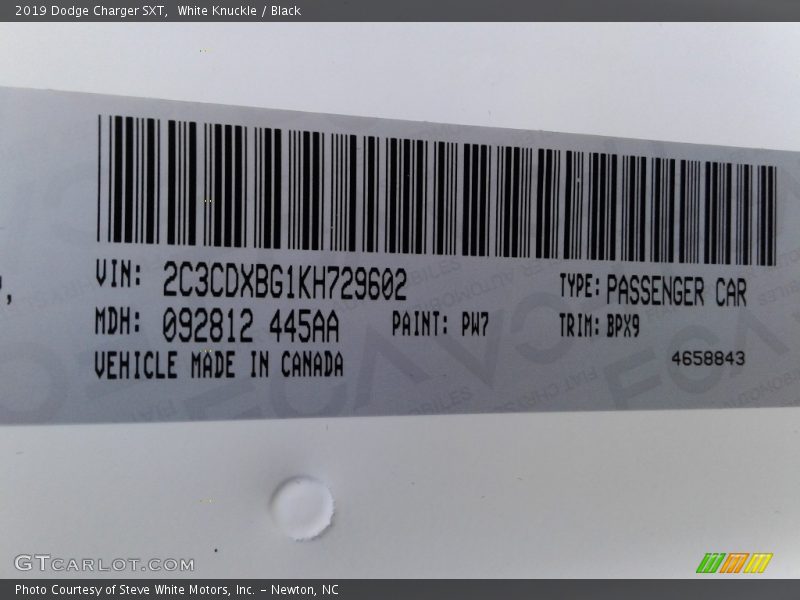 2019 Dodge Charger SXT, White Knuckle / Black
VIN: 2C3CDXBG1KH729602 TYPE: PASSENGER CAR
MDH: 092812 445AA PAINT: PW7 TRIM: BPX9
VEHICLE MADE IN CANADA
4658843
GTCARLOT.COM
Photo Courtesy of Steve White Motors, Inc. – Newton, NC